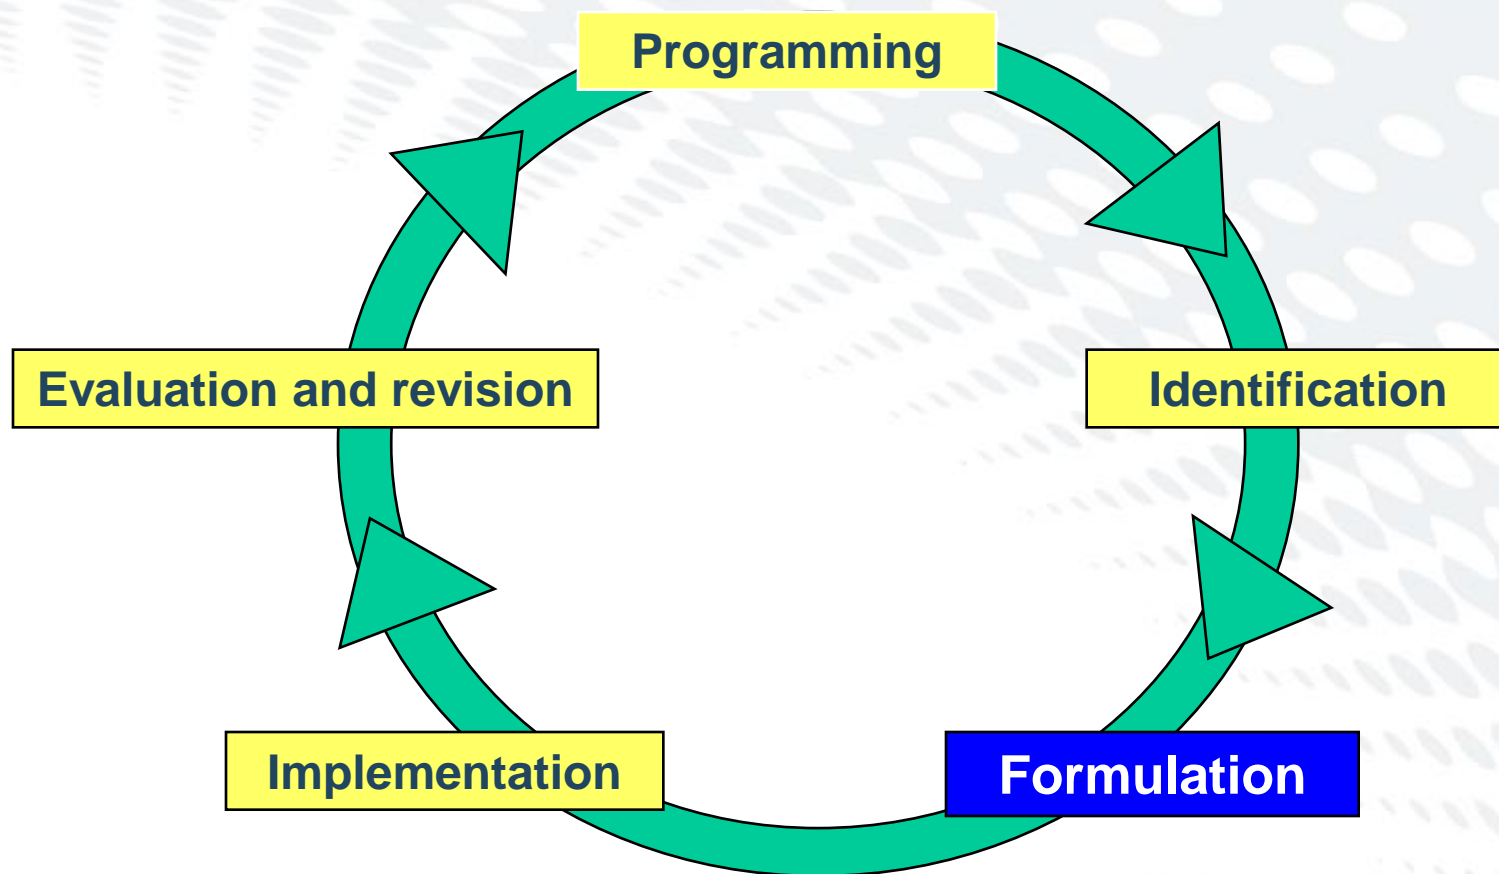 Programming
Evaluation and revision
Identification
Implementation
Formulation